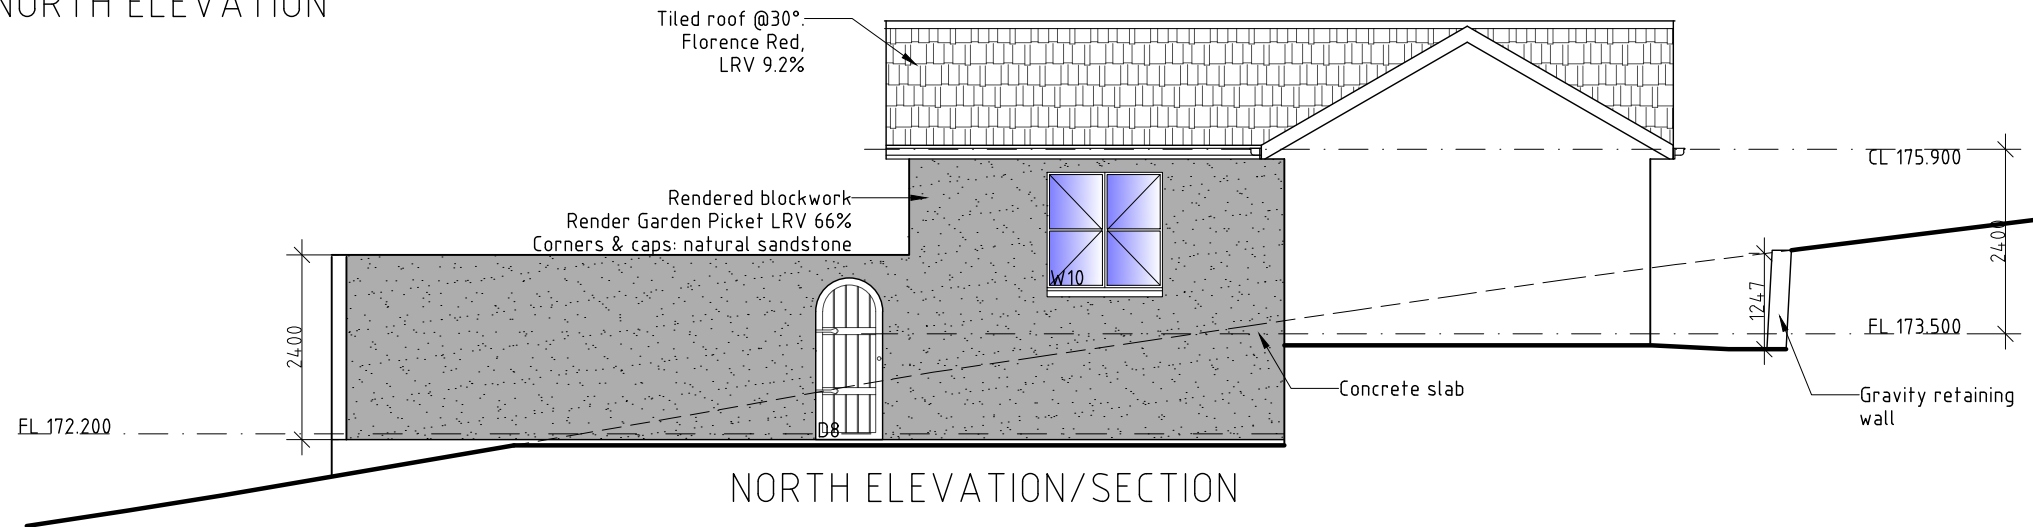 NORTH ELEVATION
Tiled roof @30°.
Florence Red,
LRV 9.2%
Rendered blockwork
Render Garden Picket LRV 66%
Corners & caps: natural sandstone
CL 175.900
2400
W10
1247
2400
FL 173.500
Concrete slab
Gravity retaining
wall
FL 172.200
D8
NORTH ELEVATION/SECTION